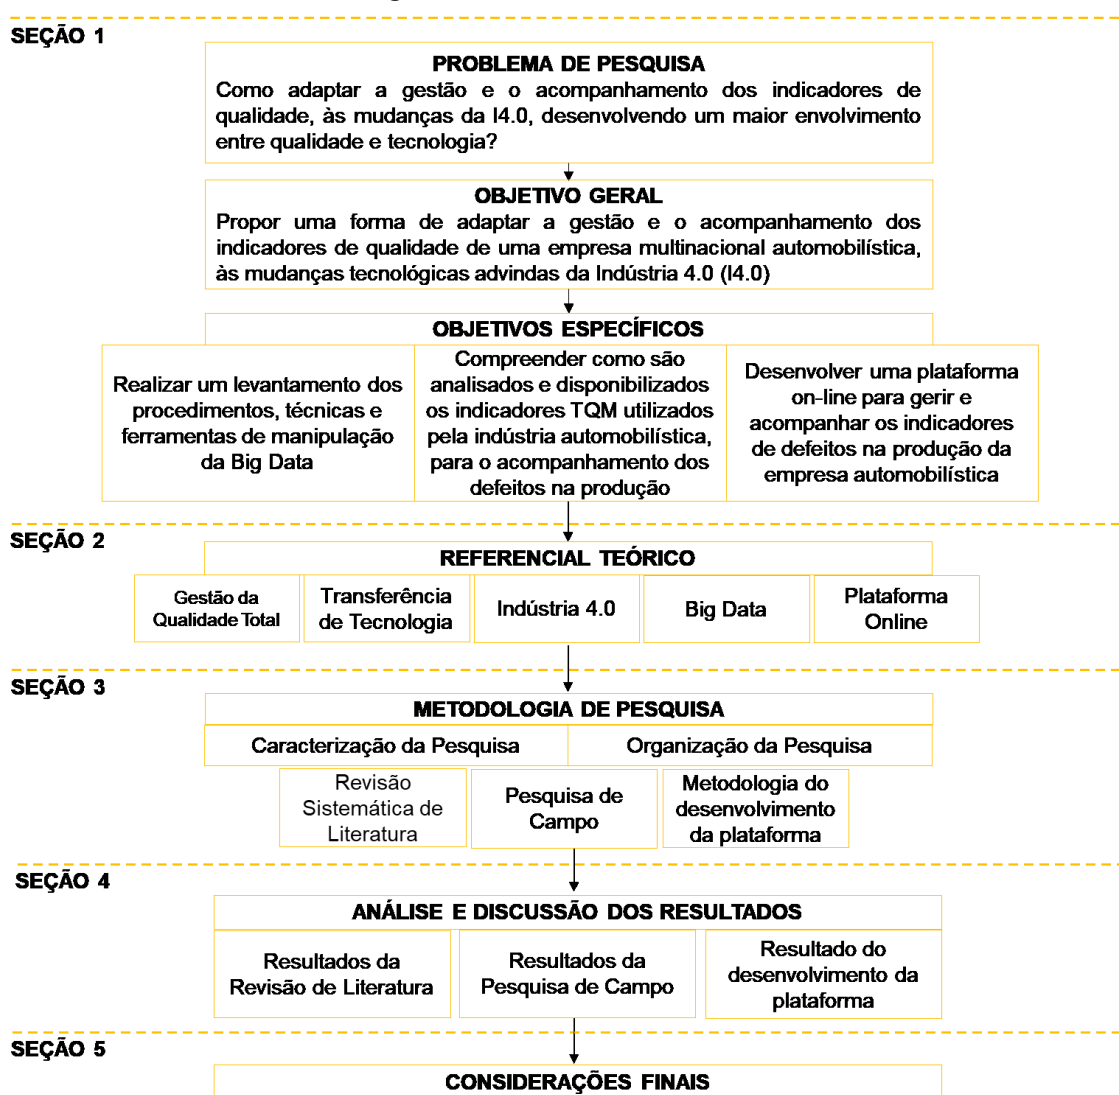 SEÇÃO 1
PROBLEMA DE PESQUISA
Como adaptar a gestão e o acompanhamento dos indicadores de
qualidade, às mudanças da I4.0, desenvolvendo um maior envolvimento
entre qualidade e tecnologia?
OBJETIVO GERAL
Propor uma forma de adaptar a gestão e o acompanhamento dos
indicadores de qualidade de uma empresa multinacional automobilística,
às mudanças tecnológicas advindas da Indústria 4.0 (I4.0)
OBJETIVOS ESPECÍFICOS
Realizar um levantamento dos
procedimentos, técnicas e
ferramentas de manipulação
da Big Data
Compreender como são
analisados e disponibilizados
os indicadores TQM utilizados
pela indústria automobilística,
para o acompanhamento dos
defeitos na produção
Desenvolver uma plataforma
on-line para gerir e
acompanhar os indicadores
de defeitos na produção da
empresa automobilística
SEÇÃO 2
REFERENCIAL TEÓRICO
Gestão da
Qualidade Total
Transferência
de Tecnologia
Indústria 4.0
Big Data
Plataforma
Online
SEÇÃO 3
METODOLOGIA DE PESQUISA
Caracterização da Pesquisa
Organização da Pesquisa
Revisão
Sistemática de
Literatura
Pesquisa de
Campo
Metodologia do
desenvolvimento
da plataforma
SEÇÃO 4
ANÁLISE E DISCUSSÃO DOS RESULTADOS
Resultados da
Revisão de Literatura
Resultados da
Pesquisa de Campo
Resultado do
desenvolvimento da
plataforma
SEÇÃO 5
CONSIDERAÇÕES FINAIS